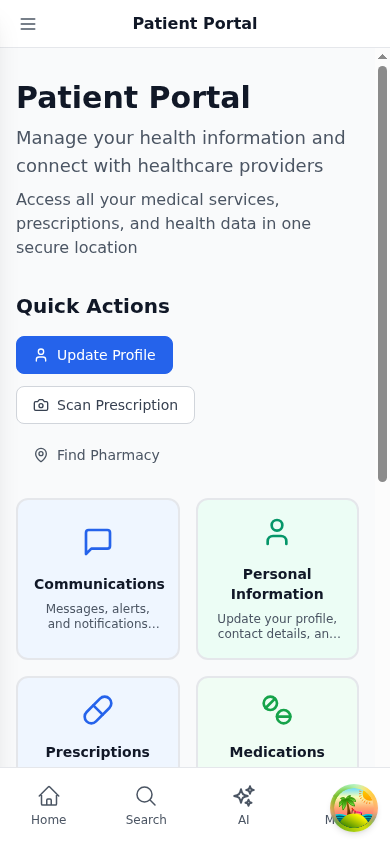 Patient Portal
Patient Portal
Manage your health information and
connect with healthcare providers
Access all your medical services,
prescriptions, and health data in one
secure location
Quick Actions
Update Profile
Scan Prescription
Find Pharmacy
Communications
Messages, alerts,
and notifications...
Personal
Information
Update your profile,
contact details, an...
Prescriptions
Medications
Home
Search
AI